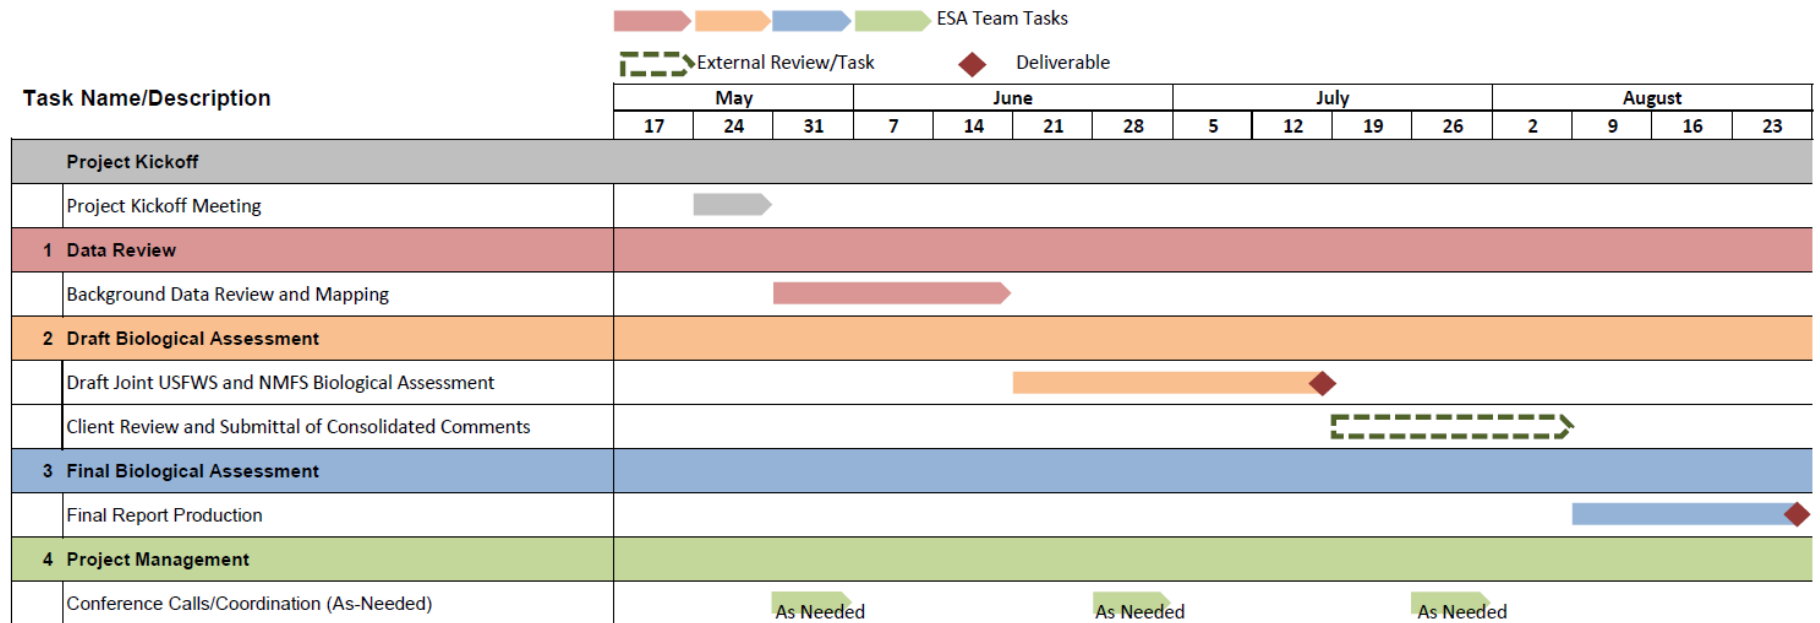 ESA Team Tasks
External Review/Task Deliverable
Task Name/Description May June July August
17 24 31 7 14 21 28 5 12 19 26 2 9 16 23
Project Kickoff
Project Kickoff Meeting
1 Data Review
Background Data Review and Mapping
2 Draft Biological Assessment
Draft Joint USFWS and NMFS Biological Assessment
Client Review and Submittal of Consolidated Comments
3 Final Biological Assessment
Final Report Production
4 Project Management
Conference Calls/Coordination (As-Needed) As Needed As Needed As Needed